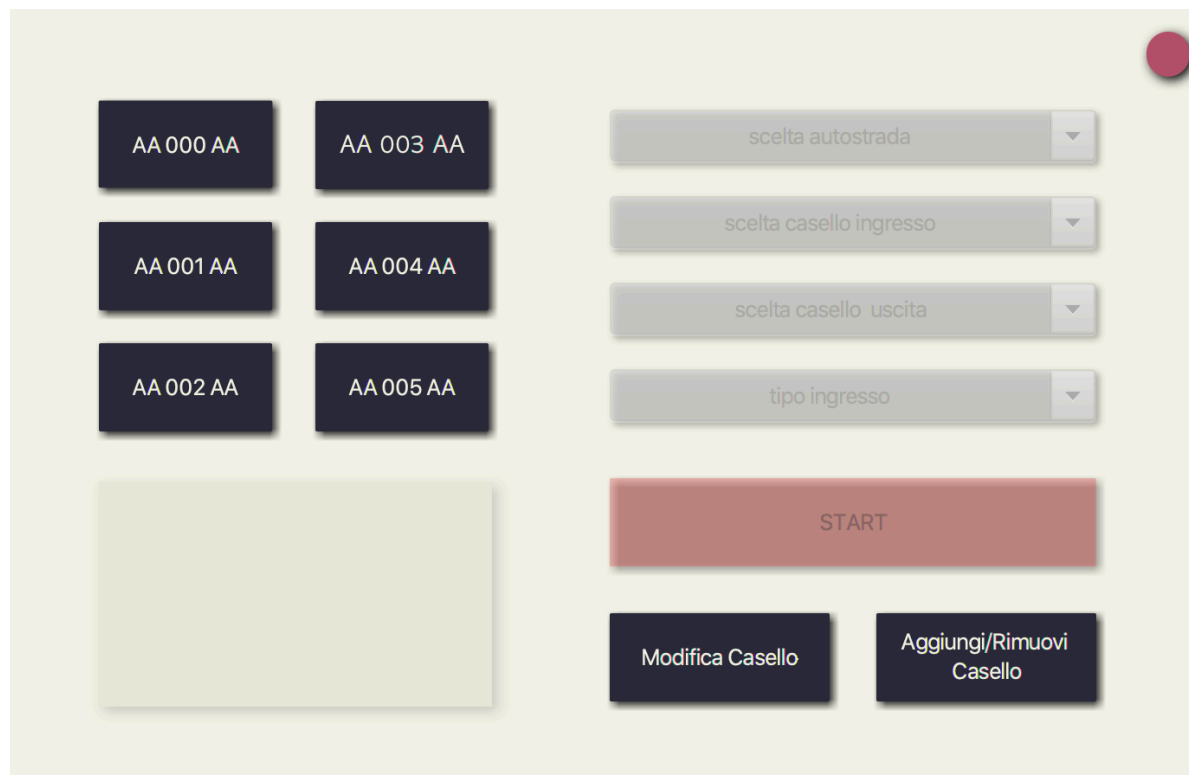 AA 000 AA
AA 003 AA
AA 001 AA
AA 004 AA
AA 002 AA
AA 005 AA
scelta autostrada
scelta casello ingresso
scelta casello  uscita
tipo ingresso
START
Modifica Casello
Aggiungi/Rimuovi
Casello